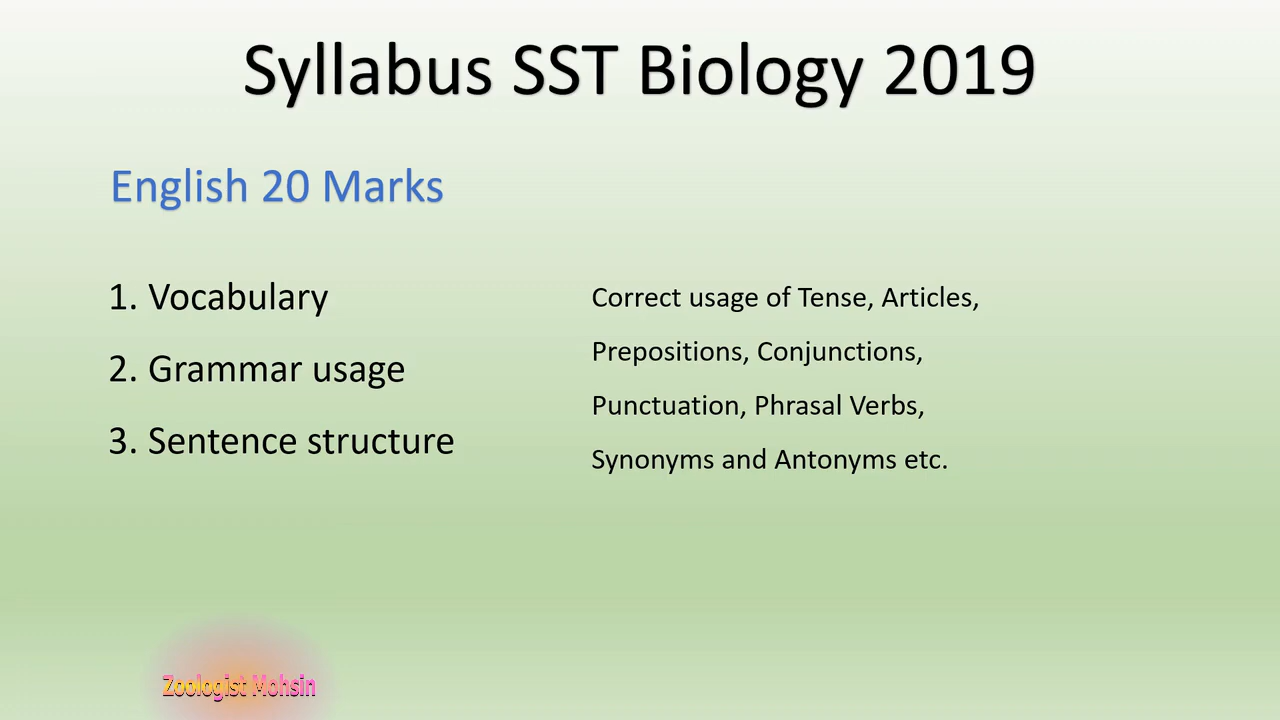 Syllabus SST Biology 2019
English 20 Marks
1. Vocabulary
2. Grammar usage
3. Sentence structure
Correct usage of Tense, Articles,
Prepositions, Conjunctions,
Punctuation, Phrasal Verbs,
Synonyms and Antonyms etc.
Zoologist Mohsin